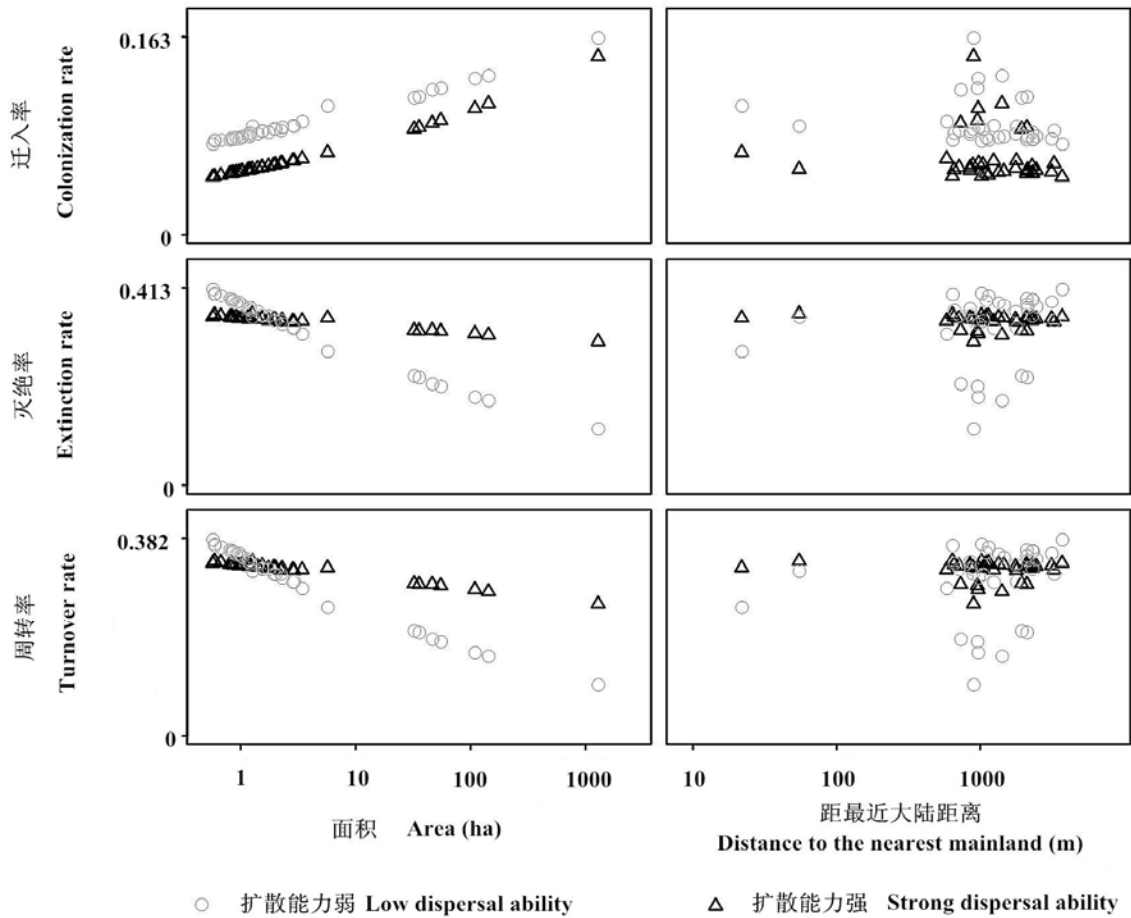 迁入率
Colonization rate
0.163
0
灭绝率
Extinction rate
0.413
0
周转率
Turnover rate
0.382
0
1 10 100 1000
10 100 1000
面积 Area (ha)
距最近大陆距离
Distance to the nearest mainland (m)
扩散能力弱 Low dispersal ability
扩散能力强 Strong dispersal ability